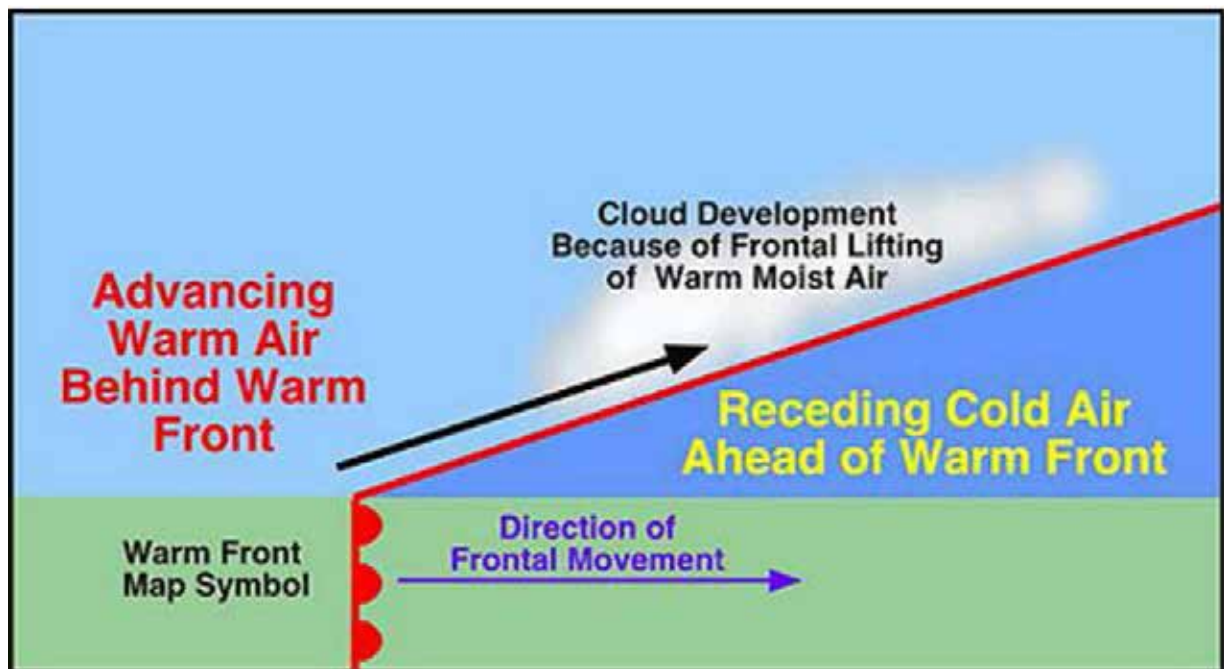 Cloud Development
Because of Frontal Lifting
of Warm Moist Air
Advancing
Warm Air
Behind Warm
Front
Receding Cold Air
Ahead of Warm Front
Warm Front
Map Symbol
Direction of
Frontal Movement